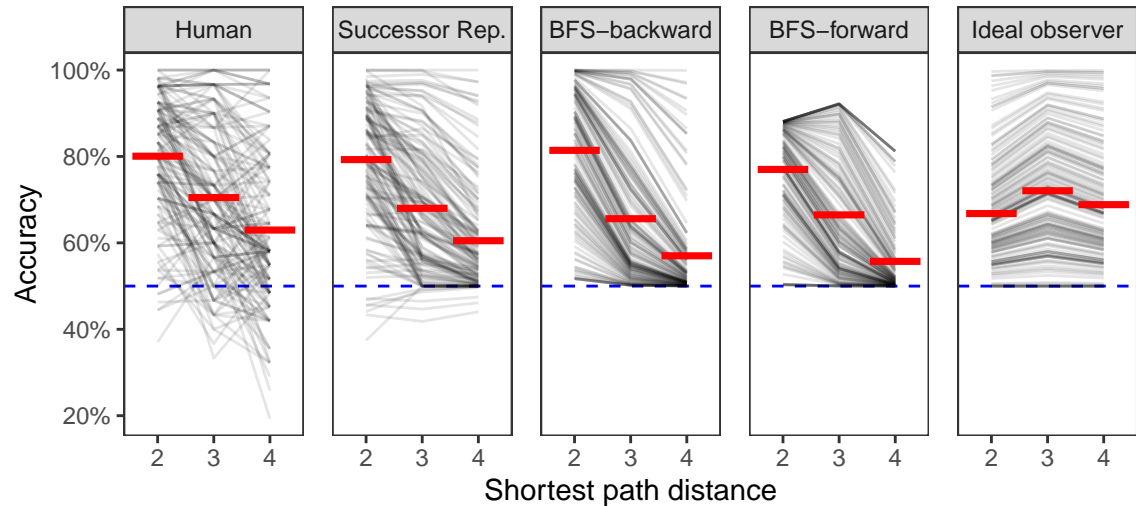 Human Successor Rep. BFS−backward BFS−forward Ideal observer
100%
80%
60%
40%
20%
Accuracy
2 3 4 2 3 4 2 3 4 2 3 4 2 3 4
Shortest path distance